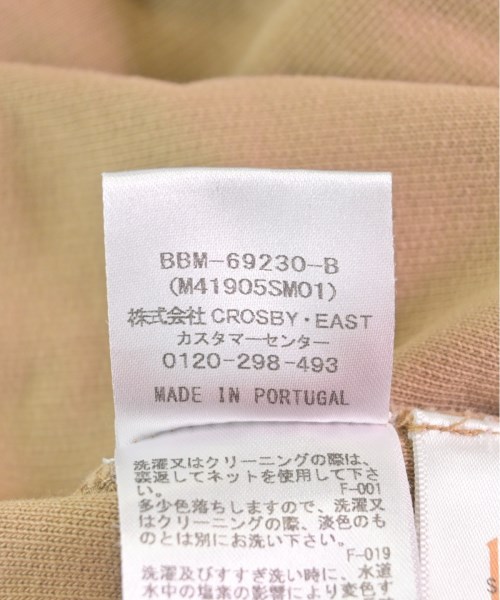 BBM-69230-B
(M41905SM01)
株式会社 CROSBY・EAST
カスタマーセンター
0120-298-493
MADE IN PORTUGAL
洗濯又はクリーニングの際は、
裏返してネットを使用して下さ
い。 F-001
多少色落ちしますので、洗濯又
はクリーニングの際、淡色のも
のとは別にお洗い下さい。
F-019
洗濯及びすすぎ洗い時に、水道
水中の塩素の影響により変色す